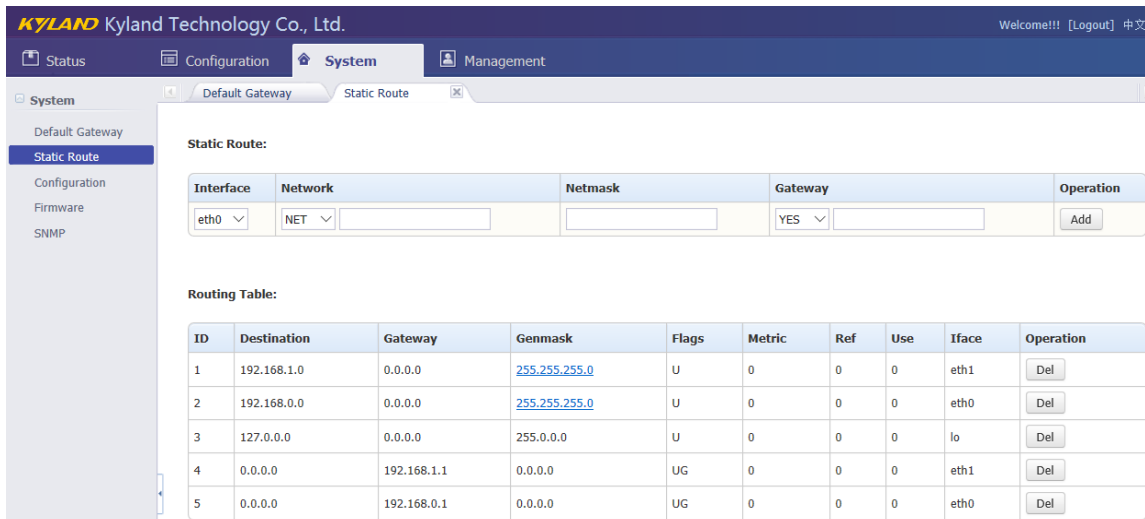 KYLAND Kyland Technology Co., Ltd. Welcome!!! [Logout] 中文
Status Configuration System Management
System
Default Gateway
Static Route
Configuration
Firmware
SNMP
Default Gateway Static Route
Static Route:
Interface Network Netmask Gateway Operation
eth0 NET YES Add
Routing Table:
ID Destination Gateway Genmask Flags Metric Ref Use Iface Operation
1 192.168.1.0 0.0.0.0 255.255.255.0 U 0 0 0 eth1 Del
2 192.168.0.0 0.0.0.0 255.255.255.0 U 0 0 0 eth0 Del
3 127.0.0.0 0.0.0.0 255.0.0.0 U 0 0 0 lo Del
4 0.0.0.0 192.168.1.1 0.0.0.0 UG 0 0 0 eth1 Del
5 0.0.0.0 192.168.0.1 0.0.0.0 UG 0 0 0 eth0 Del